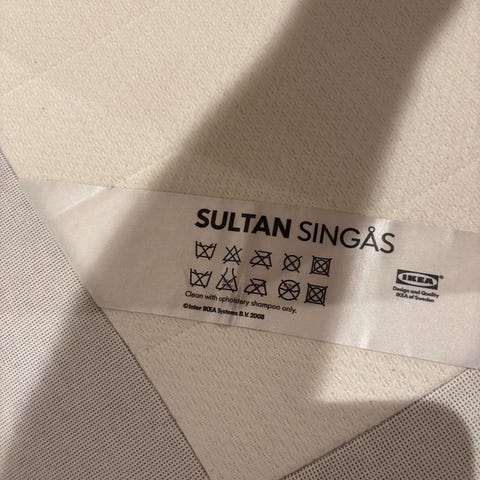 SULTAN SINGÅS
Clean with upholstery shampoo only.
©Inter IKEA Systems B.V. 2008
IKEA
Design and Quality
IKEA of Sweden